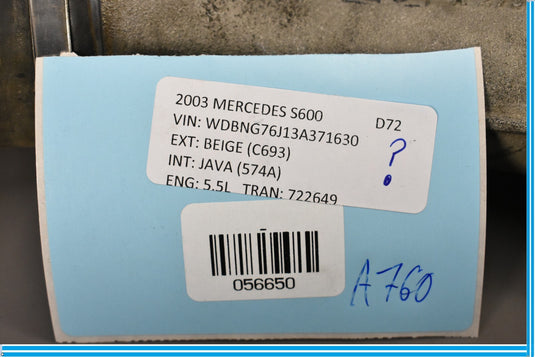 2003 MERCEDES S600 D72
VIN: WDBNG76J13A371630
EXT: BEIGE (C693)
INT: JAVA (574A)
ENG: 5.5L TRAN: 722649
?
056650
A760